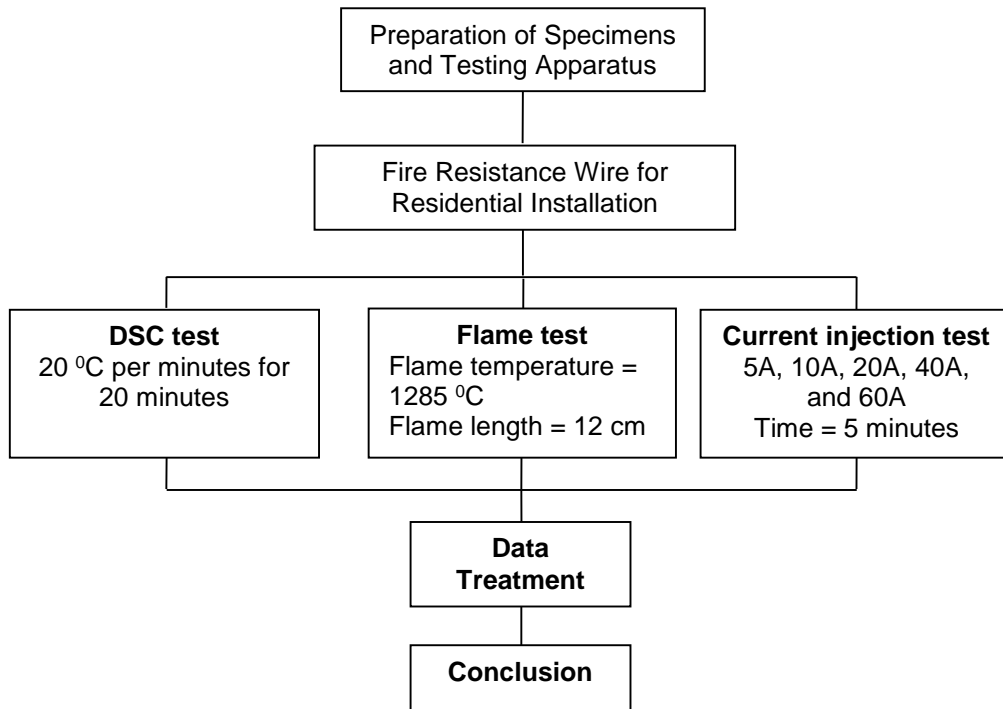 Preparation of Specimens
and Testing Apparatus
Fire Resistance Wire for
Residential Installation
DSC test
20 ⁰C per minutes for
20 minutes
Flame test
Flame temperature =
1285 ⁰C
Flame length = 12 cm
Current injection test
5A, 10A, 20A, 40A,
and 60A
Time = 5 minutes
Data
Treatment
Conclusion